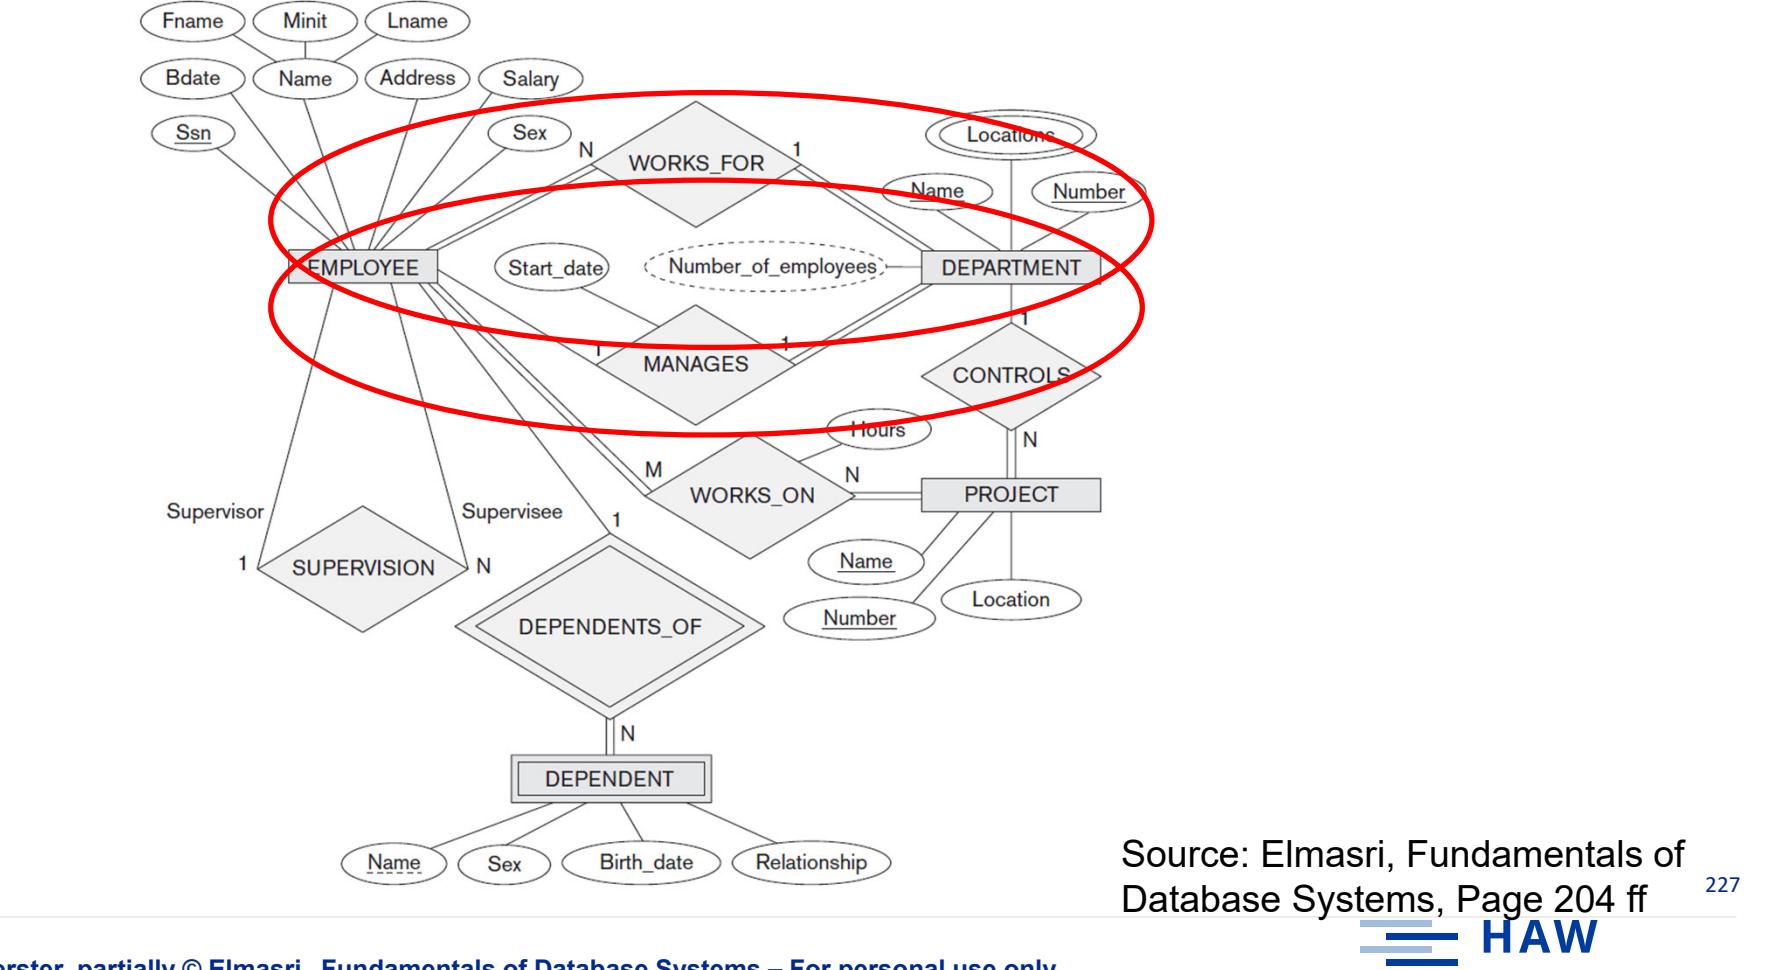 Fname
Minit
Lname
Bdate
Name
Address
Salary
Ssn
Sex
N
WORKS_FOR
1
Locations
Name
Number
EMPLOYEE
Start_date
Number_of_employees
DEPARTMENT
1
MANAGES
1
1
CONTROLS
Hours
N
M
WORKS_ON
N
PROJECT
Supervisor
Supervisee
1
SUPERVISION
N
1
Name
Number
Location
DEPENDENTS_OF
N
DEPENDENT
Name
Sex
Birth_date
Relationship
Source: Elmasri, Fundamentals of
Database Systems, Page 204 ff
227
HAW
partially © Elmasri, Fundamentals of Database Systems – For personal use only